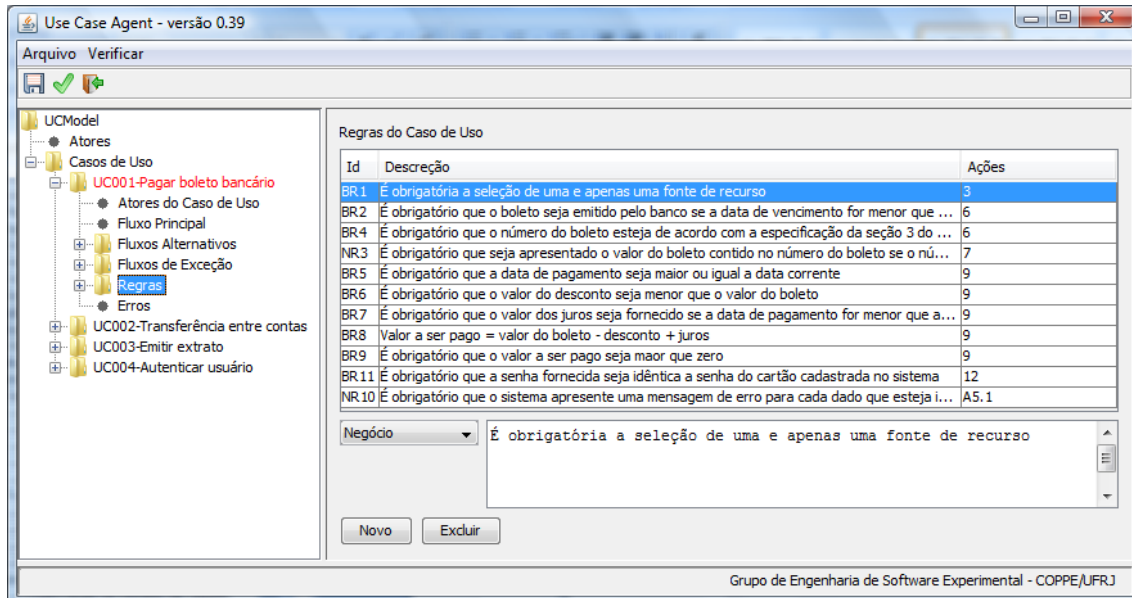 Use Case Agent - versão 0.39
Arquivo Verificar
UCModel
Atores
Casos de Uso
UC001-Pagar boleto bancário
Atores do Caso de Uso
Fluxo Principal
Fluxos Alternativos
Fluxos de Exceção
Regras
Erros
UC002-Transferência entre contas
UC003-Emitir extrato
UC004-Autenticar usuário
Regras do Caso de Uso
Id Descreção Ações
BR1 É obrigatória a seleção de uma e apenas uma fonte de recurso 3
BR2 É obrigatório que o boleto seja emitido pelo banco se a data de vencimento for menor que ... 6
BR4 É obrigatório que o número do boleto esteja de acordo com a especificação da seção 3 do ... 6
NR3 É obrigatório que seja apresentado o valor do boleto contido no número do boleto se o nú... 7
BR5 É obrigatório que a data de pagamento seja maior ou igual a data corrente 9
BR6 É obrigatório que o valor do desconto seja menor que o valor do boleto 9
BR7 É obrigatório que o valor dos juros seja fornecido se a data de pagamento for menor que a... 9
BR8 Valor a ser pago = valor do boleto - desconto + juros 9
BR9 É obrigatório que o valor a ser pago seja maor que zero 9
BR11 É obrigatório que a senha fornecida seja idêntica a senha do cartão cadastrada no sistema 12
NR10 É obrigatório que o sistema apresente uma mensagem de erro para cada dado que esteja i... A5.1
Negócio É obrigatória a seleção de uma e apenas uma fonte de recurso
Novo Excluir
Grupo de Engenharia de Software Experimental - COPPE/UFRJ